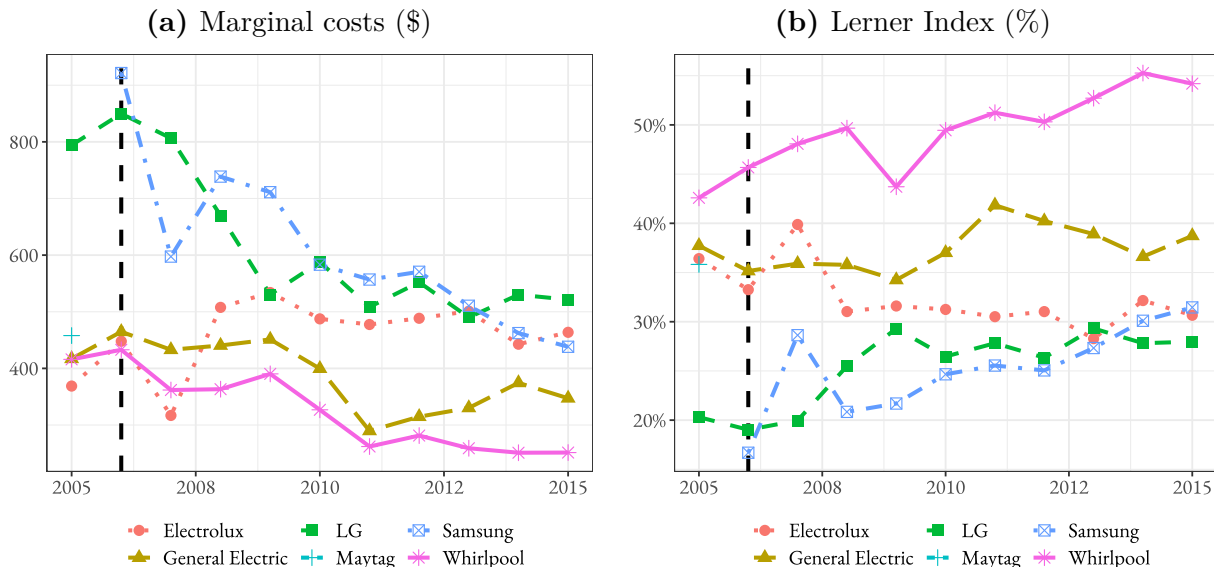 (a) Marginal costs ($)
800
600
400
2005
2008
2010
2012
2015
Electrolux
LG
Samsung
General Electric
Maytag
Whirlpool
(b) Lerner Index (%)
50%
40%
30%
20%
2005
2008
2010
2012
2015
Electrolux
LG
Samsung
General Electric
Maytag
Whirlpool